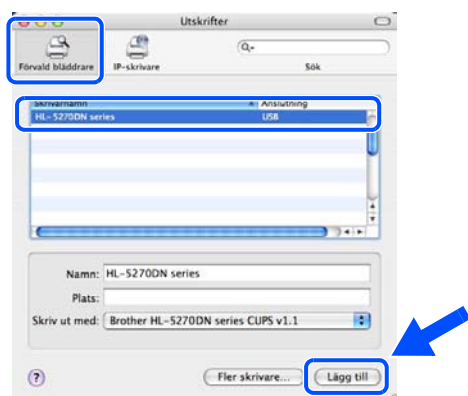 Utskrifter
Förvald bläddrare IP-skrivare Sök
Skrivarnamn Anslutning
HL-5270DN series USB
Namn: HL-5270DN series
Plats:
Skriv ut med: Brother HL-5270DN series CUPS v1.1
? Fler skrivare... Lägg till